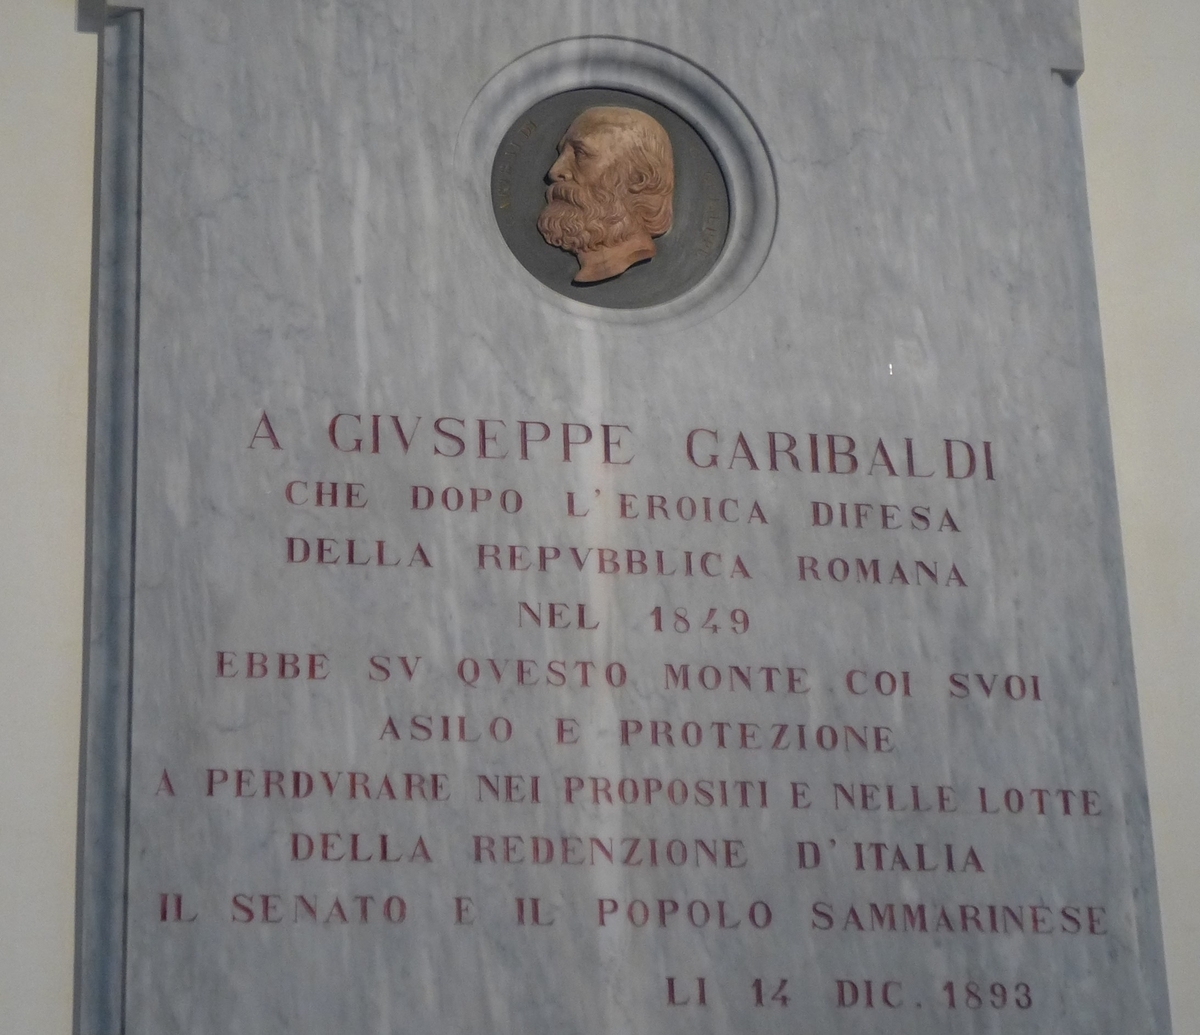 A GIVSEPPE GARIBALDI
CHE DOPO L'EROICA DIFESA
DELLA REPVBBLICA ROMANA
NEL 1849
EBBE SV QVESTO MONTE COI SVOI
ASILO E PROTEZIONE
A PERDVRARE NEI PROPOSITI E NELLE LOTTE
DELLA REDENZIONE D'ITALIA
IL SENATO E IL POPOLO SAMMARINESE
LI 14 DIC. 1893